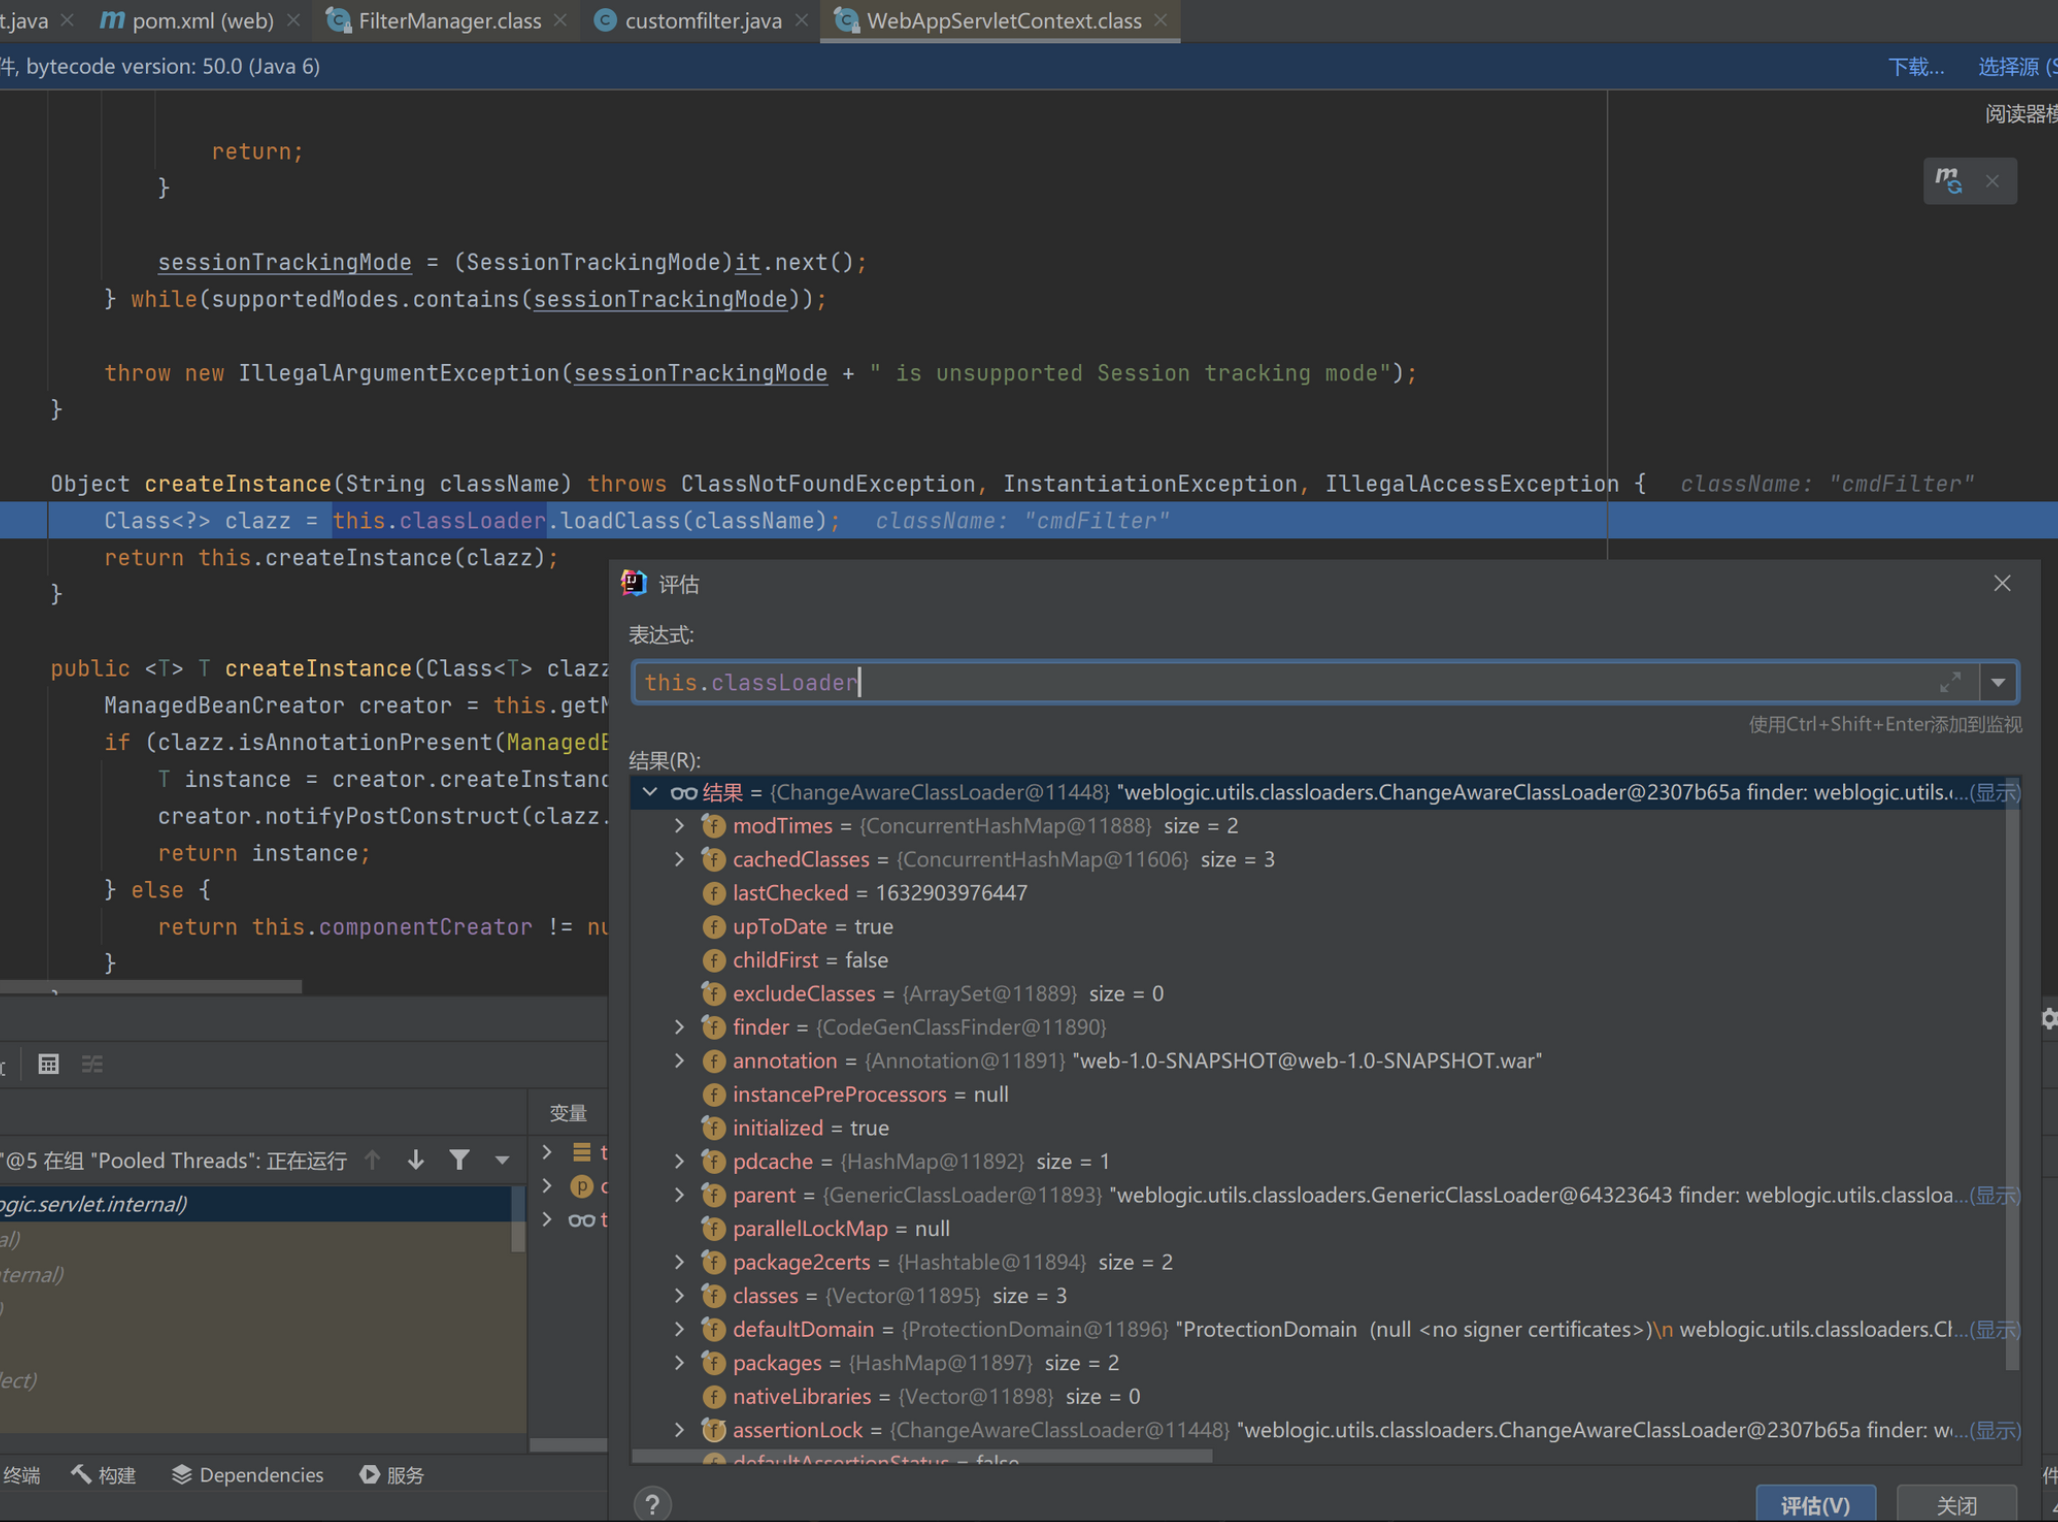 t.java
pom.xml (web)
FilterManager.class
customfilter.java
WebAppServletContext.class
件, bytecode version: 50.0 (Java 6)
下载...
选择源 (S
阅读器模
return;
}
sessionTrackingMode = (SessionTrackingMode)it.next();
} while(supportedModes.contains(sessionTrackingMode));
throw new IllegalArgumentException(sessionTrackingMode + " is unsupported Session tracking mode");
}
Object createInstance(String className) throws ClassNotFoundException, InstantiationException, IllegalAccessException { className: "cmdFilter"
Class<?> clazz = this.classLoader.loadClass(className); className: "cmdFilter"
return this.createInstance(clazz);
}
public <T> T createInstance(Class<T> clazz
ManagedBeanCreator creator = this.getM
if (clazz.isAnnotationPresent(ManagedB
T instance = creator.createInstanc
creator.notifyPostConstruct(clazz.
return instance;
} else {
return this.componentCreator != nu
}
评估
表达式:
this.classLoader
使用Ctrl+Shift+Enter添加到监视
结果(R):
结果 = {ChangeAwareClassLoader@11448} "weblogic.utils.classloaders.ChangeAwareClassLoader@2307b65a finder: weblogic.utils.c...(显示)
modTimes = {ConcurrentHashMap@11888} size = 2
cachedClasses = {ConcurrentHashMap@11606} size = 3
lastChecked = 1632903976447
upToDate = true
childFirst = false
excludeClasses = {ArraySet@11889} size = 0
finder = {CodeGenClassFinder@11890}
annotation = {Annotation@11891} "web-1.0-SNAPSHOT@web-1.0-SNAPSHOT.war"
instancePreProcessors = null
initialized = true
pdcache = {HashMap@11892} size = 1
parent = {GenericClassLoader@11893} "weblogic.utils.classloaders.GenericClassLoader@64323643 finder: weblogic.utils.classloa...(显示)
parallelLockMap = null
package2certs = {Hashtable@11894} size = 2
classes = {Vector@11895} size = 3
defaultDomain = {ProtectionDomain@11896} "ProtectionDomain (null <no signer certificates>)\n weblogic.utils.classloaders.Cl...(显示)
packages = {HashMap@11897} size = 2
nativeLibraries = {Vector@11898} size = 0
assertionLock = {ChangeAwareClassLoader@11448} "weblogic.utils.classloaders.ChangeAwareClassLoader@2307b65a finder: we...(显示)
defaultAssertionStatus = false
评估(V)
关闭
变量
"@5 在组 "Pooled Threads": 正在运行
ogic.servlet.internal)
al)
ternal)
)
lect)
终端
构建
Dependencies
服务
件